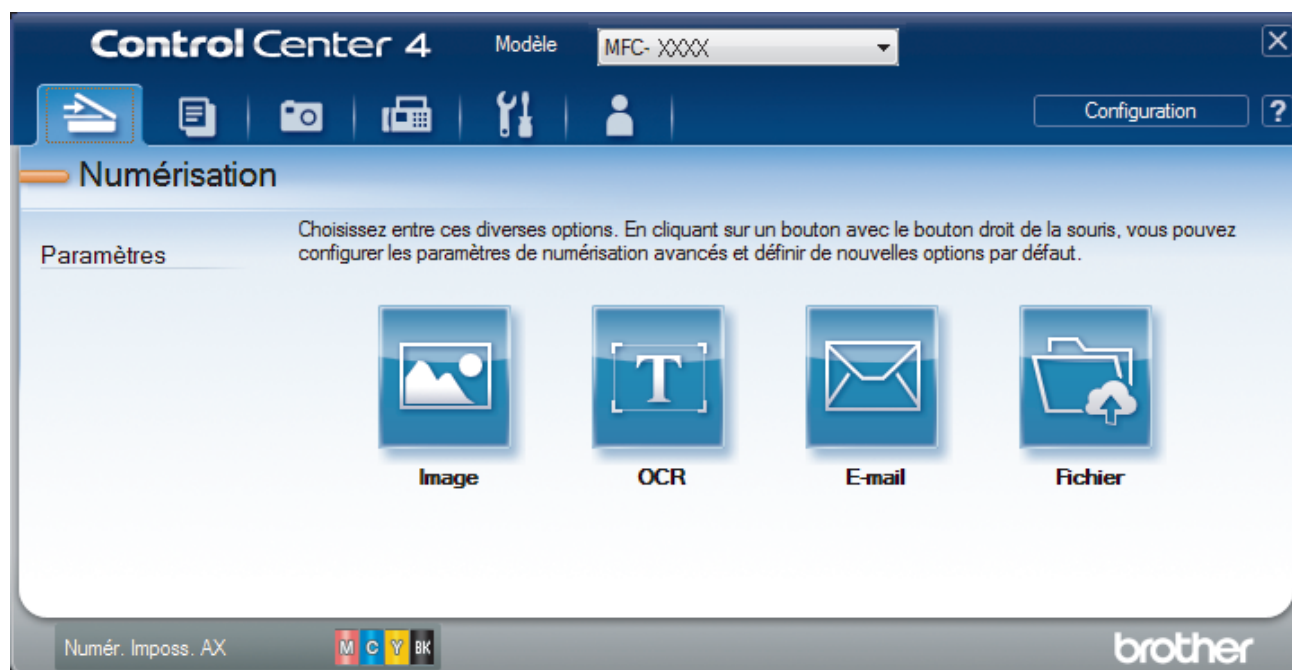 ControlCenter 4 Modèle MFC- XXXX
Configuration ?
Numérisation
Paramètres
Choisissez entre ces diverses options. En cliquant sur un bouton avec le bouton droit de la souris, vous pouvez
configurer les paramètres de numérisation avancés et définir de nouvelles options par défaut.
T
Image OCR E-mail Fichier
Numér. Imposs. AX M C Y BK brother